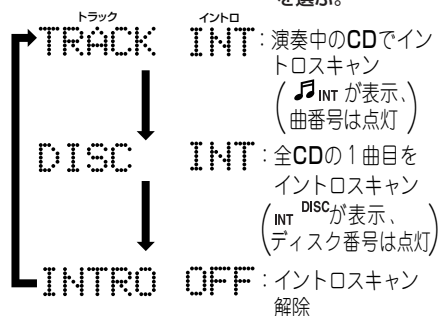 を選ぶ。
トラック イントロ
TRACK INT：演奏中のCDでイン
トロスキャン
(♫INT が表示、
曲番号は点灯)
DISC INT：全CDの1曲目を
イントロスキャン
(INT DISCが表示、
ディスク番号は点灯)
INTRO OFF：イントロスキャン
解除